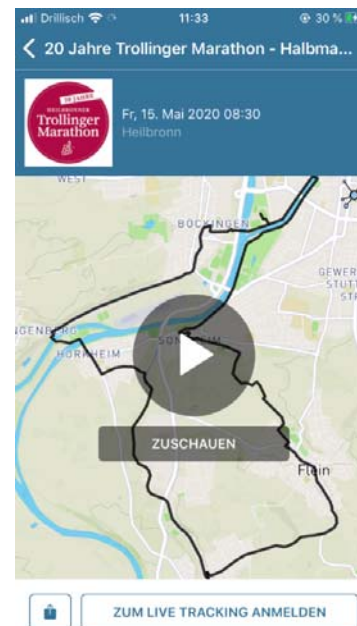 Drillisch 11:33 30 %
20 Jahre Trollinger Marathon - Halbma...
20 JAHRE
HEILBRONNER
Trollinger
Marathon
Fr, 15. Mai 2020 08:30
Heilbronn
WEST
BÖCKINGEN
GEWER
STUTT
STR
HORKHEIM
ZUSCHAUEN
Flein
ZUM LIVE TRACKING ANMELDEN